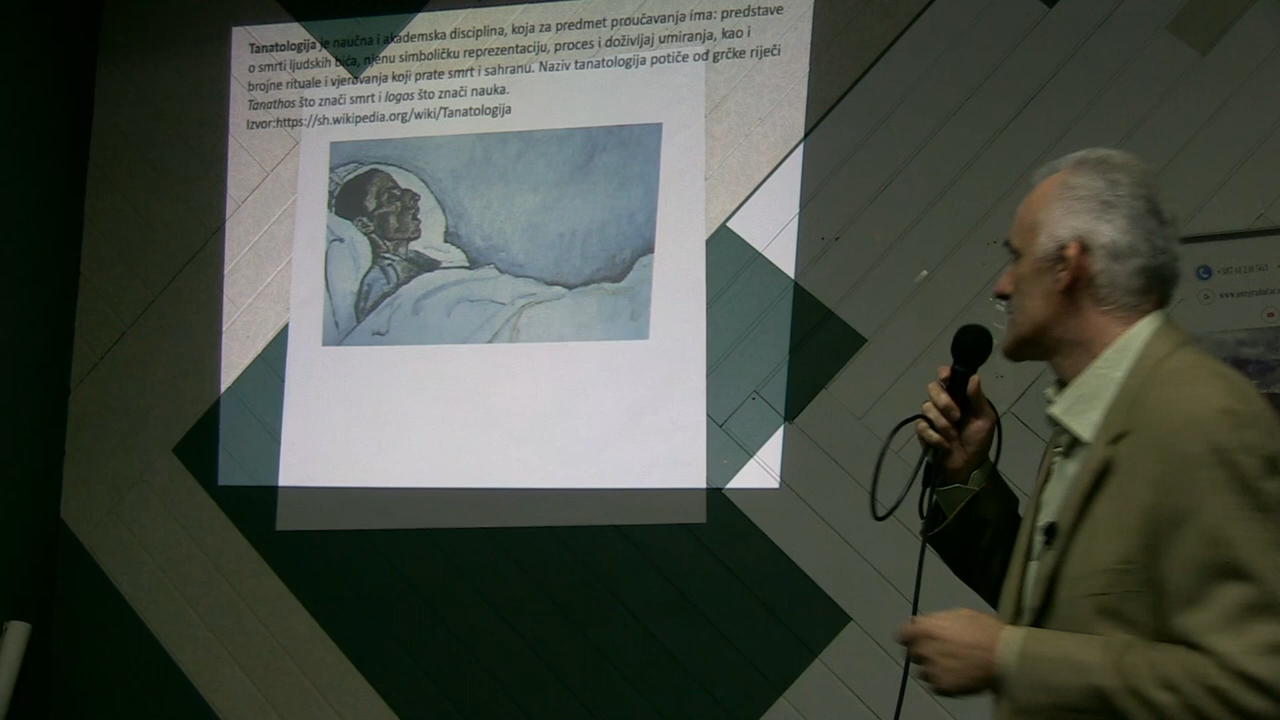 Tanatologija je naučna i akademska disciplina, koja za predmet proučavanja ima: predstave
o smrti ljudskih bića, njenu simboličku reprezentaciju, proces i doživljaj umiranja, kao i
brojne rituale i vjerovanja koji prate smrt i sahranu. Naziv tanatologija potiče od grčke riječi
Tanathos što znači smrt i logos što znači nauka.
Izvor:https://sh.wikipedia.org/wiki/Tanatologija